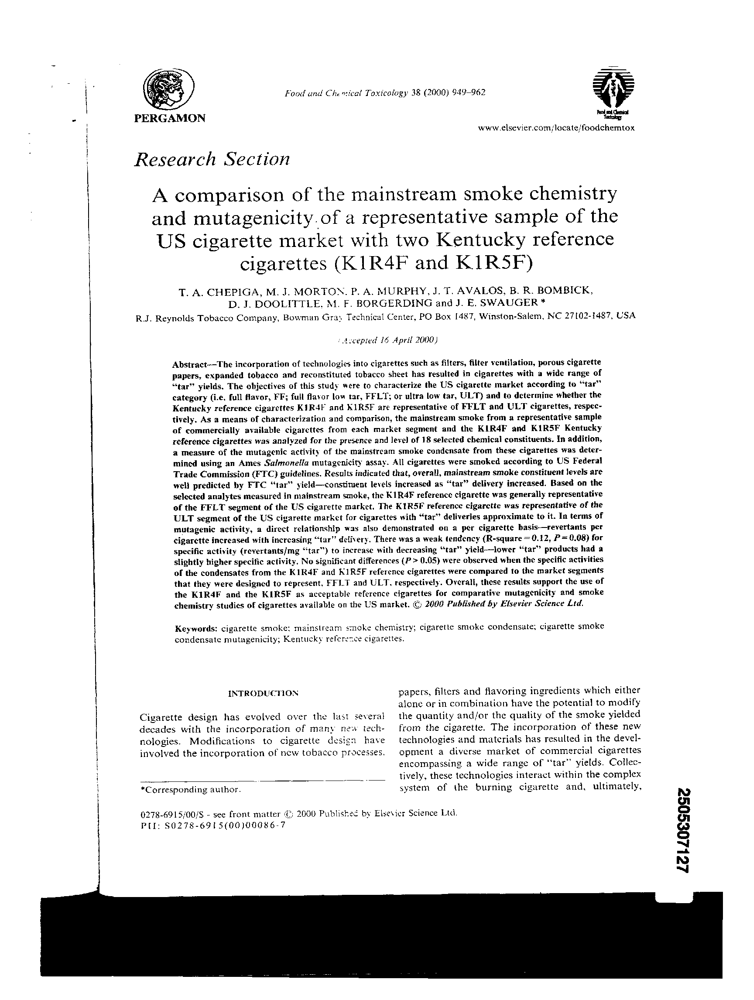 Food and Chemical Toxicology 38 (2000) 949–962
PERGAMON
Food and Chemical
Toxicology
www.elsevier.com/locate/foodchemtox
Research Section
A comparison of the mainstream smoke chemistry
and mutagenicity of a representative sample of the
US cigarette market with two Kentucky reference
cigarettes (K1R4F and K1R5F)
T. A. CHEPIGA, M. J. MORTON, P. A. MURPHY, J. T. AVALOS, B. R. BOMBICK,
D. J. DOOLITTLE, M. F. BORGERDING and J. E. SWAUGER*
R.J. Reynolds Tobacco Company, Bowman Gray Technical Center, PO Box 1487, Winston-Salem, NC 27102-1487, USA
(Accepted 16 April 2000)
Abstract—The incorporation of technologies into cigarettes such as filters, filter ventilation, porous cigarette
papers, expanded tobacco and reconstituted tobacco sheet has resulted in cigarettes with a wide range of
“tar” yields. The objectives of this study were to characterize the US cigarette market according to “tar”
category (i.e. full flavor, FF; full flavor low tar, FFLT; or ultra low tar, ULT) and to determine whether the
Kentucky reference cigarettes K1R4F and K1R5F are representative of FFLT and ULT cigarettes, respec-
tively. As a means of characterization and comparison, the mainstream smoke from a representative sample
of commercially available cigarettes from each market segment and the K1R4F and K1R5F Kentucky
reference cigarettes was analyzed for the presence and level of 18 selected chemical constituents. In addition,
a measure of the mutagenic activity of the mainstream smoke condensate from these cigarettes was deter-
mined using an Ames Salmonella mutagenicity assay. All cigarettes were smoked according to US Federal
Trade Commission (FTC) guidelines. Results indicated that, overall, mainstream smoke constituent levels are
well predicted by FTC “tar” yield—constituent levels increased as “tar” delivery increased. Based on the
selected analytes measured in mainstream smoke, the K1R4F reference cigarette was generally representative
of the FFLT segment of the US cigarette market. The K1R5F reference cigarette was representative of the
ULT segment of the US cigarette market for cigarettes with “tar” deliveries approximate to it. In terms of
mutagenic activity, a direct relationship was also demonstrated on a per cigarette basis—revertants per
cigarette increased with increasing “tar” delivery. There was a weak tendency (R-square = 0.12, P = 0.08) for
specific activity (revertants/mg “tar”) to increase with decreasing “tar” yield—lower “tar” products had a
slightly higher specific activity. No significant differences (P > 0.05) were observed when the specific activities
of the condensates from the K1R4F and K1R5F reference cigarettes were compared to the market segments
that they were designed to represent, FFLT and ULT, respectively. Overall, these results support the use of
the K1R4F and the K1R5F as acceptable reference cigarettes for comparative mutagenicity and smoke
chemistry studies of cigarettes available on the US market. © 2000 Published by Elsevier Science Ltd.
Keywords: cigarette smoke; mainstream smoke chemistry; cigarette smoke condensate; cigarette smoke
condensate mutagenicity; Kentucky reference cigarettes.
INTRODUCTION
Cigarette design has evolved over the last several
decades with the incorporation of many new tech-
nologies. Modifications to cigarette design have
involved the incorporation of new tobacco processes,
papers, filters and flavoring ingredients which either
alone or in combination have the potential to modify
the quantity and/or the quality of the smoke yielded
from the cigarette. The incorporation of these new
technologies and materials has resulted in the devel-
opment a diverse market of commercial cigarettes
encompassing a wide range of “tar” yields. Collec-
tively, these technologies interact within the complex
system of the burning cigarette and, ultimately,
*Corresponding author.
0278-6915/00/$ - see front matter © 2000 Published by Elsevier Science Ltd.
PII: S0278-6915(00)00086-7
2505307127